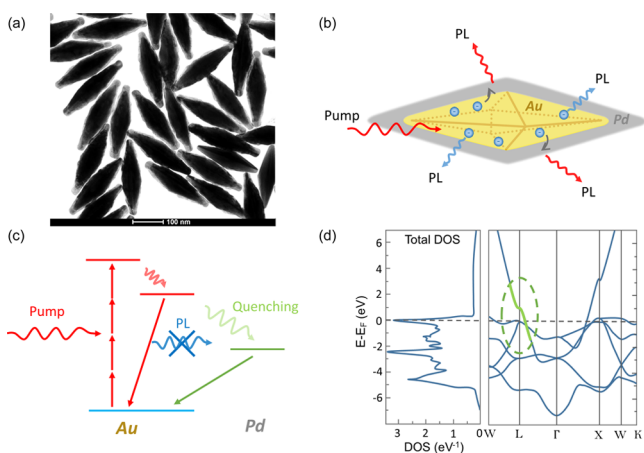 (a)
100 nm
(b)
PL
PL
Au
Pd
Pump
PL
PL
(c)
Pump
PL
Quenching
Au
Pd
(d)
Total DOS
6
4
2
0
-2
-4
-6
E-E_F (eV)
3 2 1 0
DOS (eV⁻¹)
W L Γ X W K